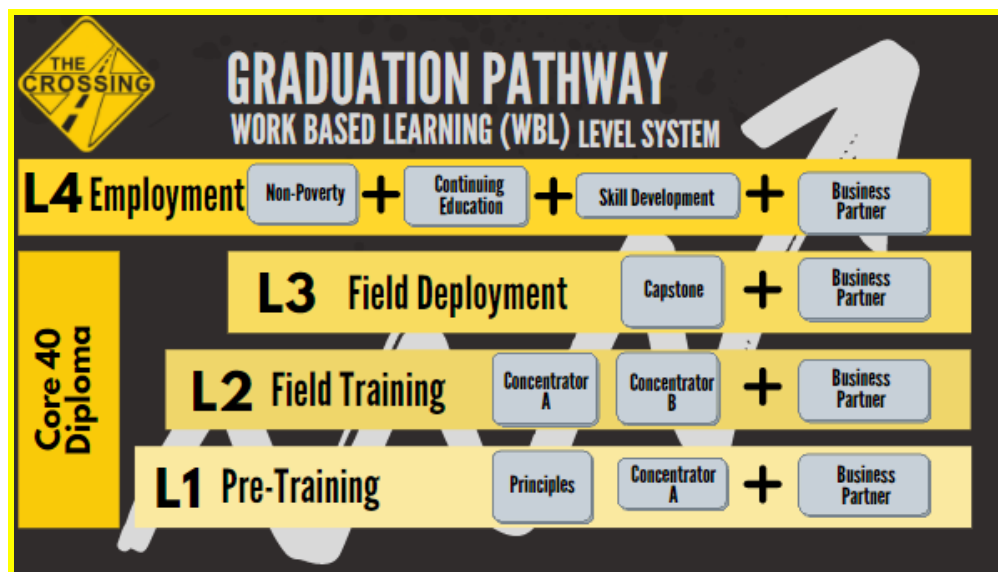 THE
CROSSING
GRADUATION PATHWAY
WORK BASED LEARNING (WBL) LEVEL SYSTEM
L4 Employment Non-Poverty + Continuing Education + Skill Development + Business Partner
Core 40
Diploma
L3 Field Deployment Capstone + Business Partner
L2 Field Training Concentrator A Concentrator B + Business Partner
L1 Pre-Training Principles Concentrator A + Business Partner